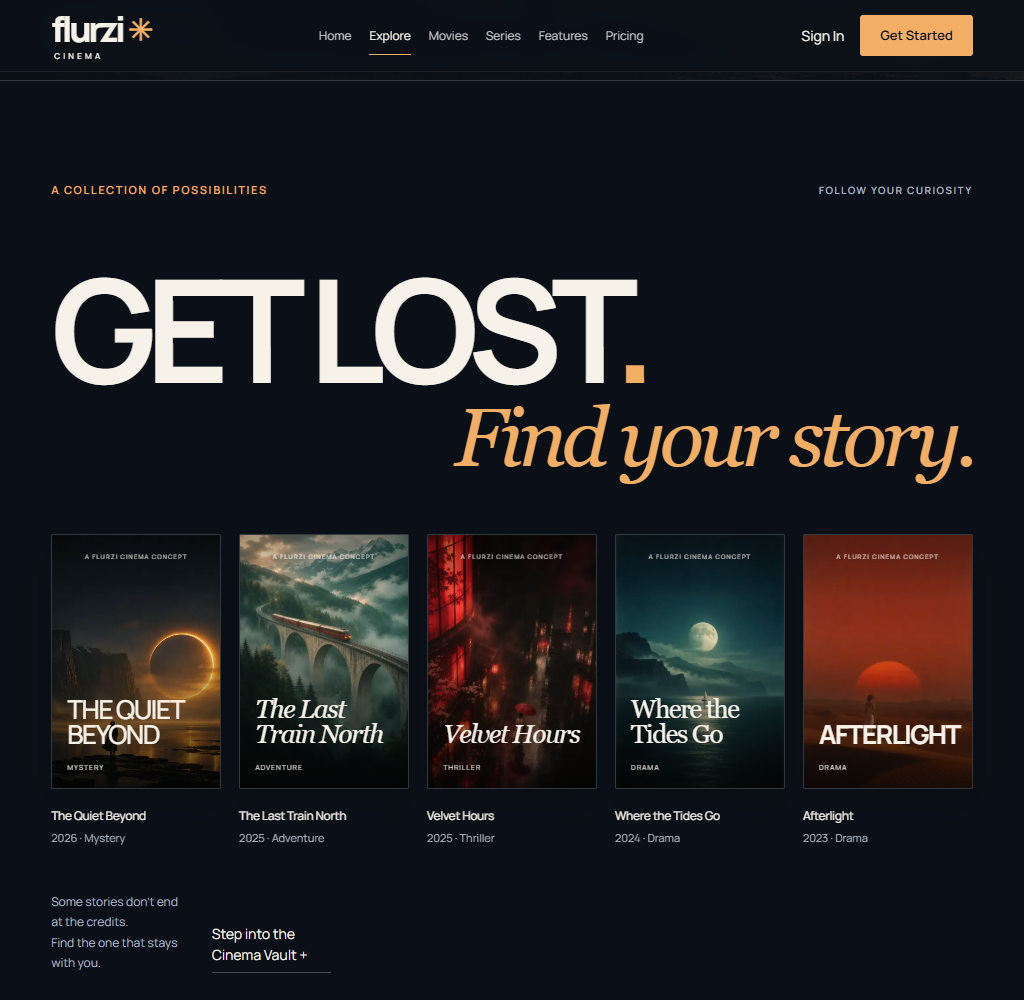 flurzi
CINEMA
Home Explore Movies Series Features Pricing
Sign In Get Started
A COLLECTION OF POSSIBILITIES
FOLLOW YOUR CURIOSITY
GET LOST.
Find your story.
A FLURZI CINEMA CONCEPT
THE QUIET
BEYOND
MYSTERY
A FLURZI CINEMA CONCEPT
The Last
Train North
ADVENTURE
A FLURZI CINEMA CONCEPT
Velvet Hours
THRILLER
A FLURZI CINEMA CONCEPT
Where the
Tides Go
DRAMA
A FLURZI CINEMA CONCEPT
AFTERLIGHT
DRAMA
The Quiet Beyond
2026 · Mystery
The Last Train North
2025 · Adventure
Velvet Hours
2025 · Thriller
Where the Tides Go
2024 · Drama
Afterlight
2023 · Drama
Some stories don't end
at the credits.
Find the one that stays
with you.
Step into the
Cinema Vault +